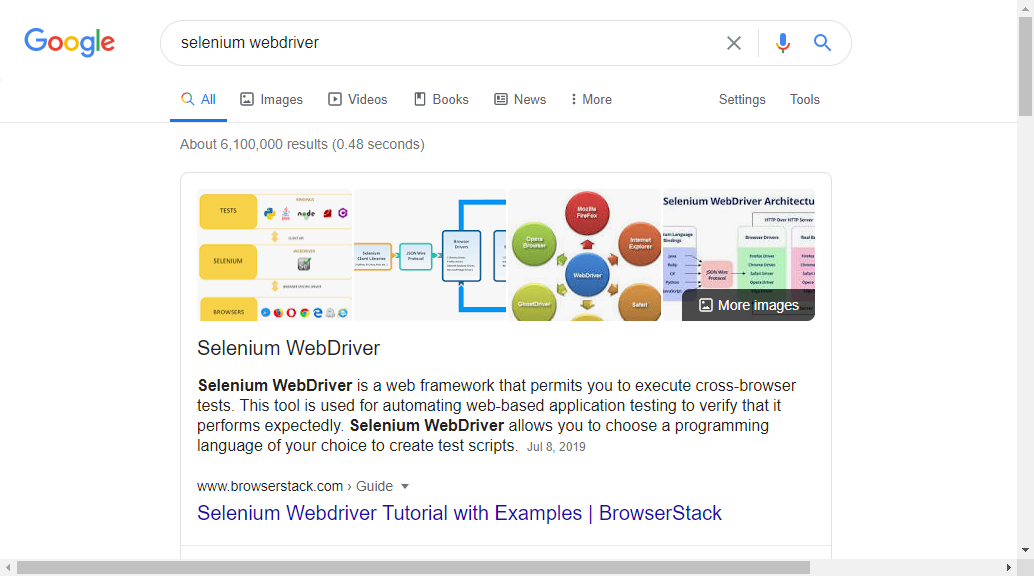 Google
selenium webdriver
All Images Videos Books News More Settings Tools
About 6,100,000 results (0.48 seconds)
TESTS
node
SELENIUM
BROWSERS
JSON Wire
Protocol
Browser
Drivers
Mozilla
FireFox
Opera
Browser
Internet
Explorer
WebDriver
GhostDriver
Safari
Selenium WebDriver Architectu
HTTP Over HTTP Server
Browser Drivers
Java
Ruby
C#
Python
JavaScript
JSON Wire
Protocol
Firefox Driver
Chrome Driver
Safari Driver
Opera Driver
Edge Driver
More images
Selenium WebDriver
Selenium WebDriver is a web framework that permits you to execute cross-browser
tests. This tool is used for automating web-based application testing to verify that it
performs expectedly. Selenium WebDriver allows you to choose a programming
language of your choice to create test scripts. Jul 8, 2019
www.browserstack.com › Guide
Selenium Webdriver Tutorial with Examples | BrowserStack